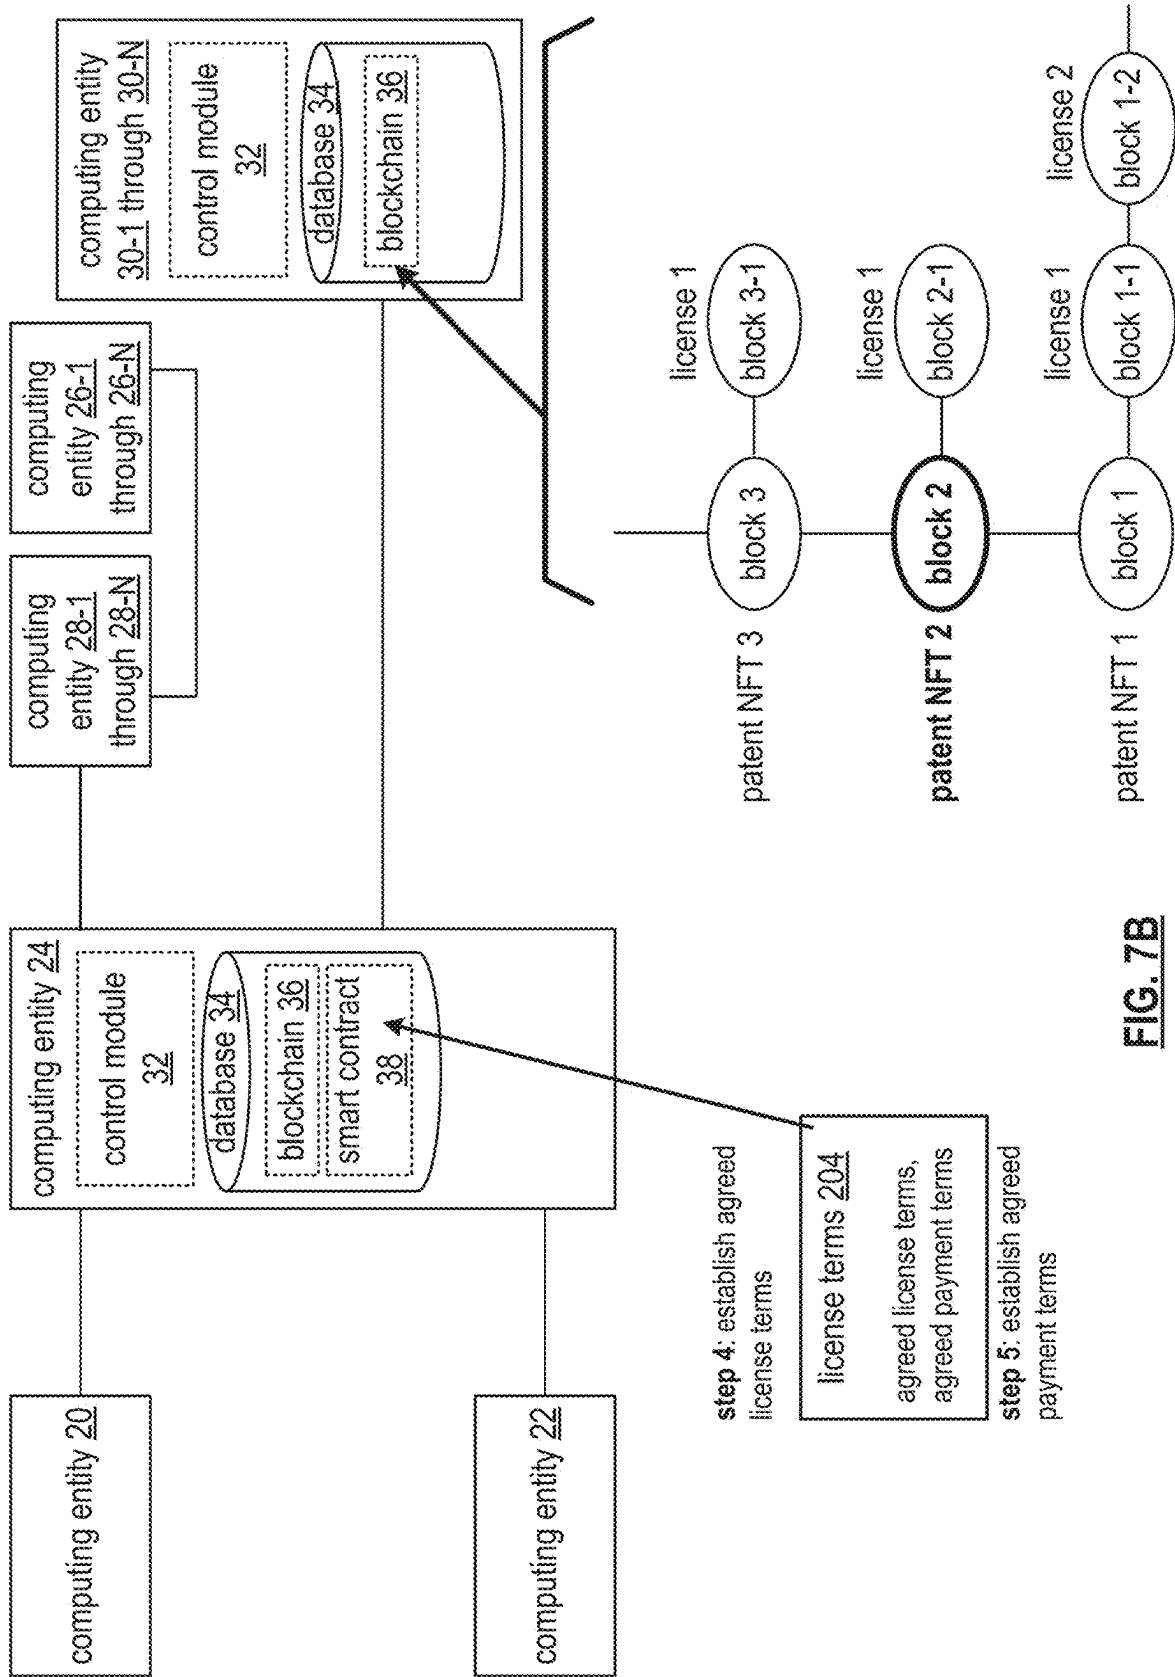 computing entity 20
computing entity 22
computing entity 24
control module
32
database 34
blockchain 36
smart contract
38
computing
entity 28-1
through 28-N
computing
entity 26-1
through 26-N
computing entity
30-1 through 30-N
control module
32
database 34
blockchain 36
step 4: establish agreed
license terms
license terms 204
agreed license terms,
agreed payment terms
step 5: establish agreed
payment terms
patent NFT 3
block 3
license 1
block 3-1
patent NFT 2
block 2
license 1
block 2-1
patent NFT 1
block 1
license 1
block 1-1
license 2
block 1-2
FIG. 7B